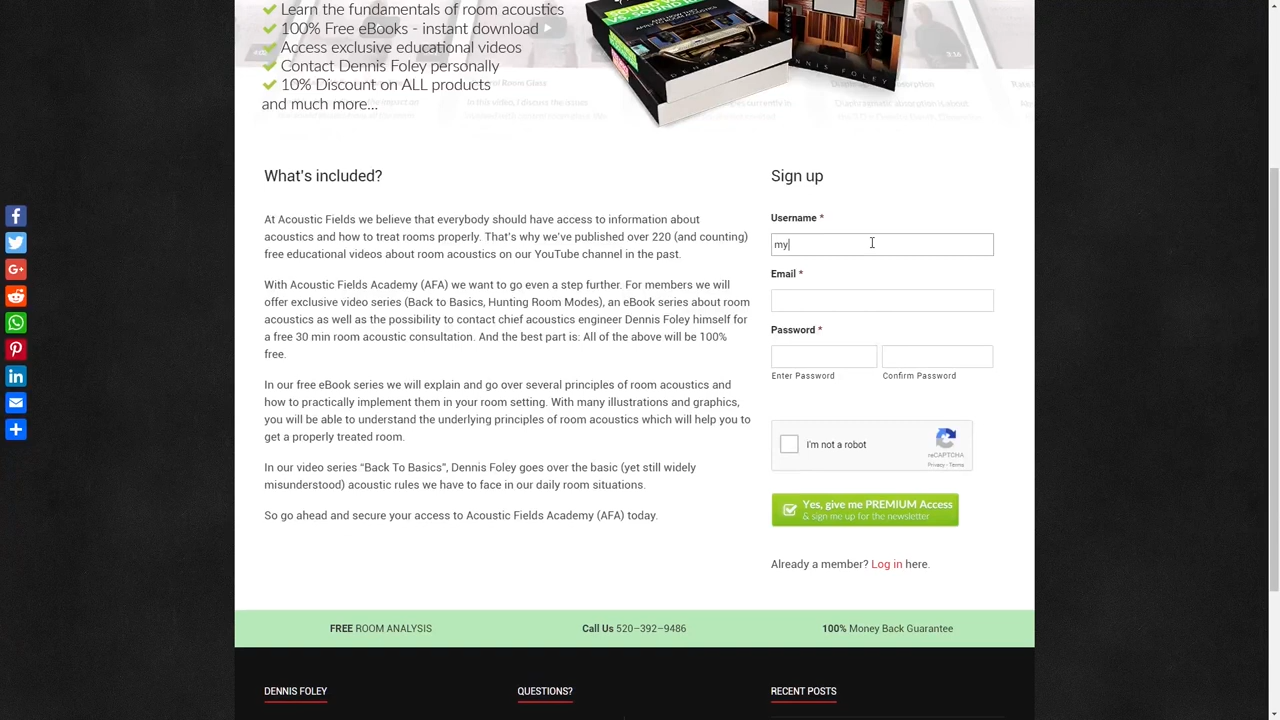 Learn the fundamentals of room acoustics
100% Free eBooks - instant download
Access exclusive educational videos
Contact Dennis Foley personally
10% Discount on ALL products
and much more...
What's included?
At Acoustic Fields we believe that everybody should have access to information about
acoustics and how to treat rooms properly. That's why we've published over 220 (and counting)
free educational videos about room acoustics on our YouTube channel in the past.
With Acoustic Fields Academy (AFA) we want to go even a step further. For members we will
offer exclusive video series (Back to Basics, Hunting Room Modes), an eBook series about room
acoustics as well as the possibility to contact chief acoustics engineer Dennis Foley himself for
a free 30 min room acoustic consultation. And the best part is: All of the above will be 100%
free.
In our free eBook series we will explain and go over several principles of room acoustics and
how to practically implement them in your room setting. With many illustrations and graphics,
you will be able to understand the underlying principles of room acoustics which will help you to
get a properly treated room.
In our video series “Back To Basics”, Dennis Foley goes over the basic (yet still widely
misunderstood) acoustic rules we have to face in our daily room situations.
So go ahead and secure your access to Acoustic Fields Academy (AFA) today.
Sign up
Username *
my
Email *
Password *
Enter Password
Confirm Password
I'm not a robot
reCAPTCHA
Privacy - Terms
Yes, give me PREMIUM Access
& sign me up for the newsletter
Already a member? Log in here.
FREE ROOM ANALYSIS
Call Us 520–392–9486
100% Money Back Guarantee
DENNIS FOLEY
QUESTIONS?
RECENT POSTS